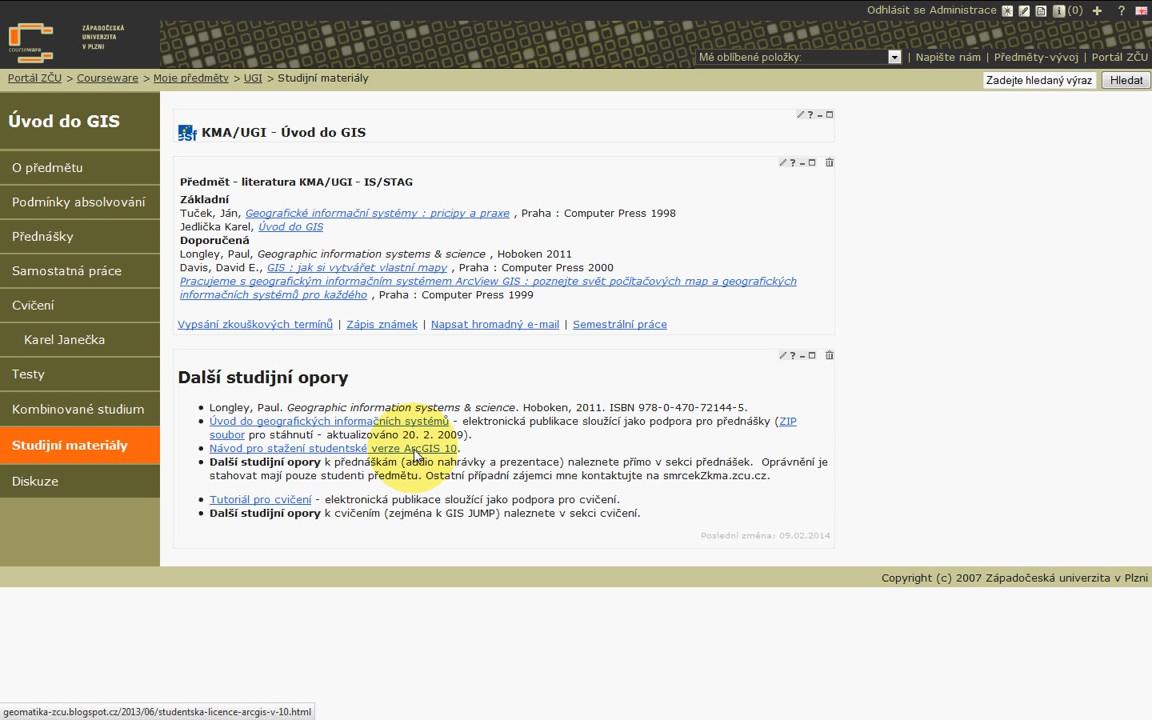 Odhlásit se Administrace (0) + ?
ZÁPADOČESKÁ
UNIVERZITA
V PLZNI
courseware
Mé oblíbené položky: | Napište nám | Předměty-vývoj | Portál ZČU
Portál ZČU > Courseware > Moje předměty > UGI > Studijní materiály
Zadejte hledaný výraz Hledat
Úvod do GIS
O předmětu
Podmínky absolvování
Přednášky
Samostatná práce
Cvičení
Karel Janečka
Testy
Kombinované studium
Studijní materiály
Diskuze
esf KMA/UGI - Úvod do GIS
Předmět - literatura KMA/UGI - IS/STAG
Základní
Tuček, Ján, Geografické informační systémy : pricipy a praxe , Praha : Computer Press 1998
Jedlička Karel, Úvod do GIS
Doporučená
Longley, Paul, Geographic information systems & science , Hoboken 2011
Davis, David E., GIS : jak si vytvářet vlastní mapy , Praha : Computer Press 2000
Pracujeme s geografickým informačním systémem ArcView GIS : poznejte svět počítačových map a geografických
informačních systémů pro každého , Praha : Computer Press 1999
Vypsání zkouškových termínů | Zápis známek | Napsat hromadný e-mail | Semestrální práce
Další studijní opory
• Longley, Paul. Geographic information systems & science. Hoboken, 2011. ISBN 978-0-470-72144-5.
• Úvod do geografických informačních systémů - elektronická publikace sloužící jako podpora pro přednášky (ZIP
soubor pro stáhnutí - aktualizováno 20. 2. 2009).
• Návod pro stažení studentské verze ArcGIS 10.
• Další studijní opory k přednáškám (audio nahrávky a prezentace) naleznete přímo v sekci přednášek. Oprávnění je
stahovat mají pouze studenti předmětu. Ostatní případní zájemci mne kontaktujte na smrcekZkma.zcu.cz.
• Tutoriál pro cvičení - elektronická publikace sloužící jako podpora pro cvičení.
• Další studijní opory k cvičením (zejména k GIS JUMP) naleznete v sekci cvičení.
Poslední změna: 09.02.2014
Copyright (c) 2007 Západočeská univerzita v Plzni
geomatika-zcu.blogspot.cz/2013/06/studentska-licence-arcgis-v-10.html